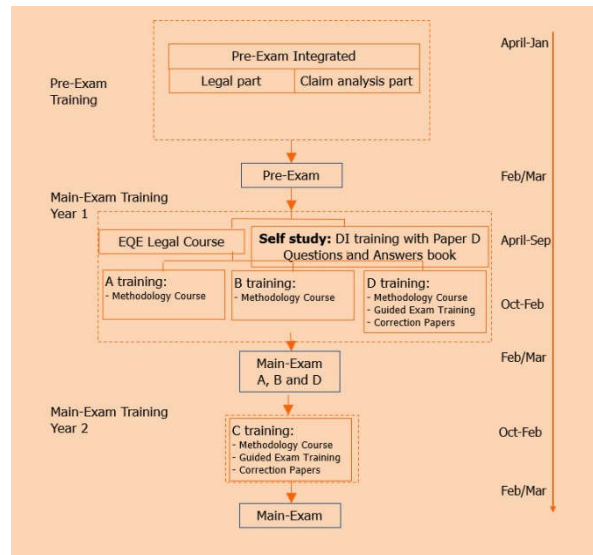 April-Jan
Pre-Exam Integrated
Legal part
Claim analysis part
Pre-Exam
Training
Pre-Exam
Feb/Mar
Main-Exam Training
Year 1
EQE Legal Course
Self study: DI training with Paper D
Questions and Answers book
April-Sep
A training:
- Methodology Course
B training:
- Methodology Course
D training:
- Methodology Course
- Guided Exam Training
- Correction Papers
Oct-Feb
Main-Exam
A, B and D
Feb/Mar
Main-Exam Training
Year 2
C training:
- Methodology Course
- Guided Exam Training
- Correction Papers
Oct-Feb
Feb/Mar
Main-Exam